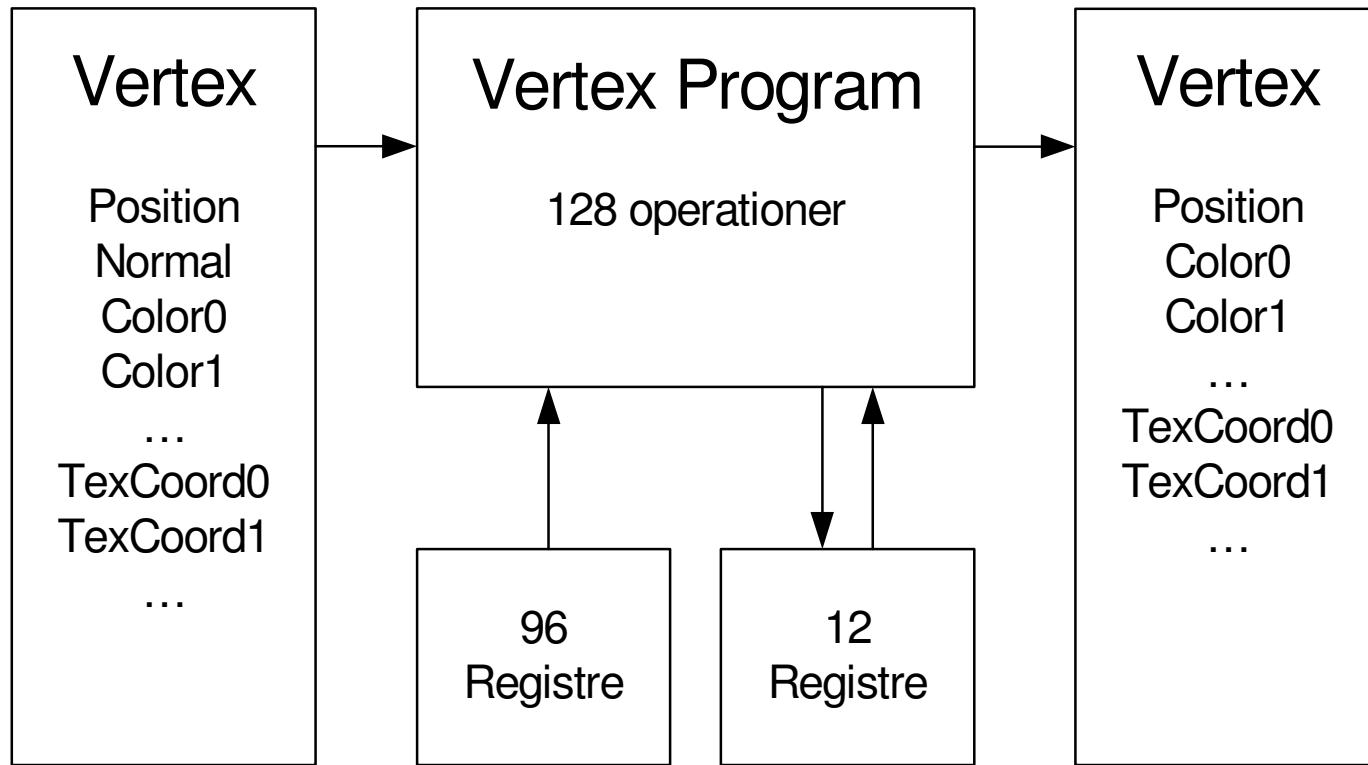 Vertex
Position
Normal
Color0
Color1
…
TexCoord0
TexCoord1
…
Vertex Program
128 operationer
96
Registre
12
Registre
Vertex
Position
Color0
Color1
…
TexCoord0
TexCoord1
…